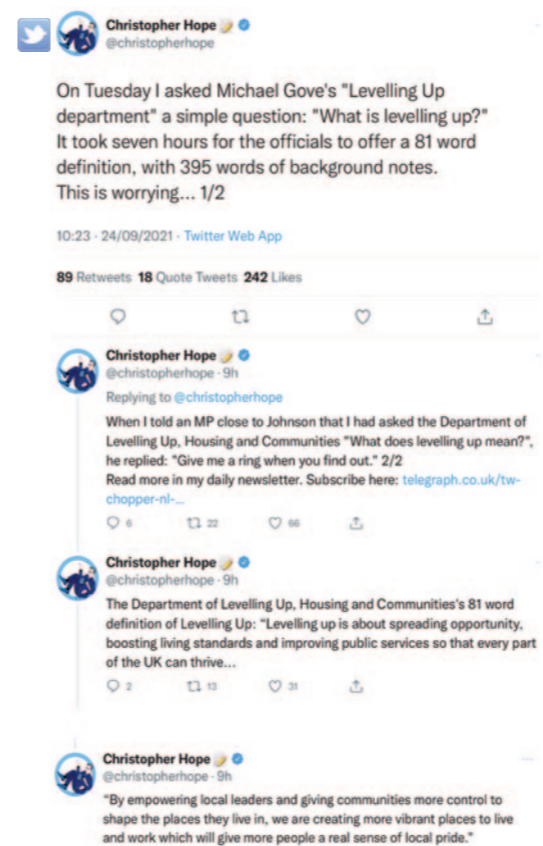 Christopher Hope
@christopherhope
On Tuesday I asked Michael Gove's "Levelling Up
department" a simple question: "What is levelling up?"
It took seven hours for the officials to offer a 81 word
definition, with 395 words of background notes.
This is worrying... 1/2
10:23 · 24/09/2021 · Twitter Web App
89 Retweets 18 Quote Tweets 242 Likes
Christopher Hope
@christopherhope · 9h
Replying to @christopherhope
When I told an MP close to Johnson that I had asked the Department of
Levelling Up, Housing and Communities "What does levelling up mean?",
he replied: "Give me a ring when you find out." 2/2
Read more in my daily newsletter. Subscribe here: telegraph.co.uk/tw-
chopper-nl-...
6 22 66
Christopher Hope
@christopherhope · 9h
The Department of Levelling Up, Housing and Communities's 81 word
definition of Levelling Up: "Levelling up is about spreading opportunity,
boosting living standards and improving public services so that every part
of the UK can thrive...
2 13 31
Christopher Hope
@christopherhope · 9h
"By empowering local leaders and giving communities more control to
shape the places they live in, we are creating more vibrant places to live
and work which will give more people a real sense of local pride."